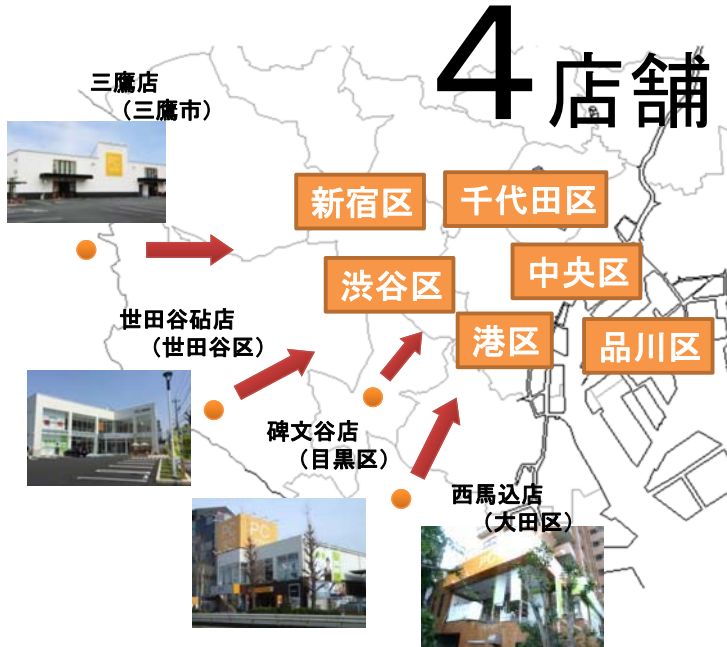 4店舗
三鷹店
（三鷹市）
PC
新宿区
千代田区
中央区
渋谷区
世田谷砧店
（世田谷区）
港区
品川区
碑文谷店
（目黒区）
西馬込店
（大田区）
PC